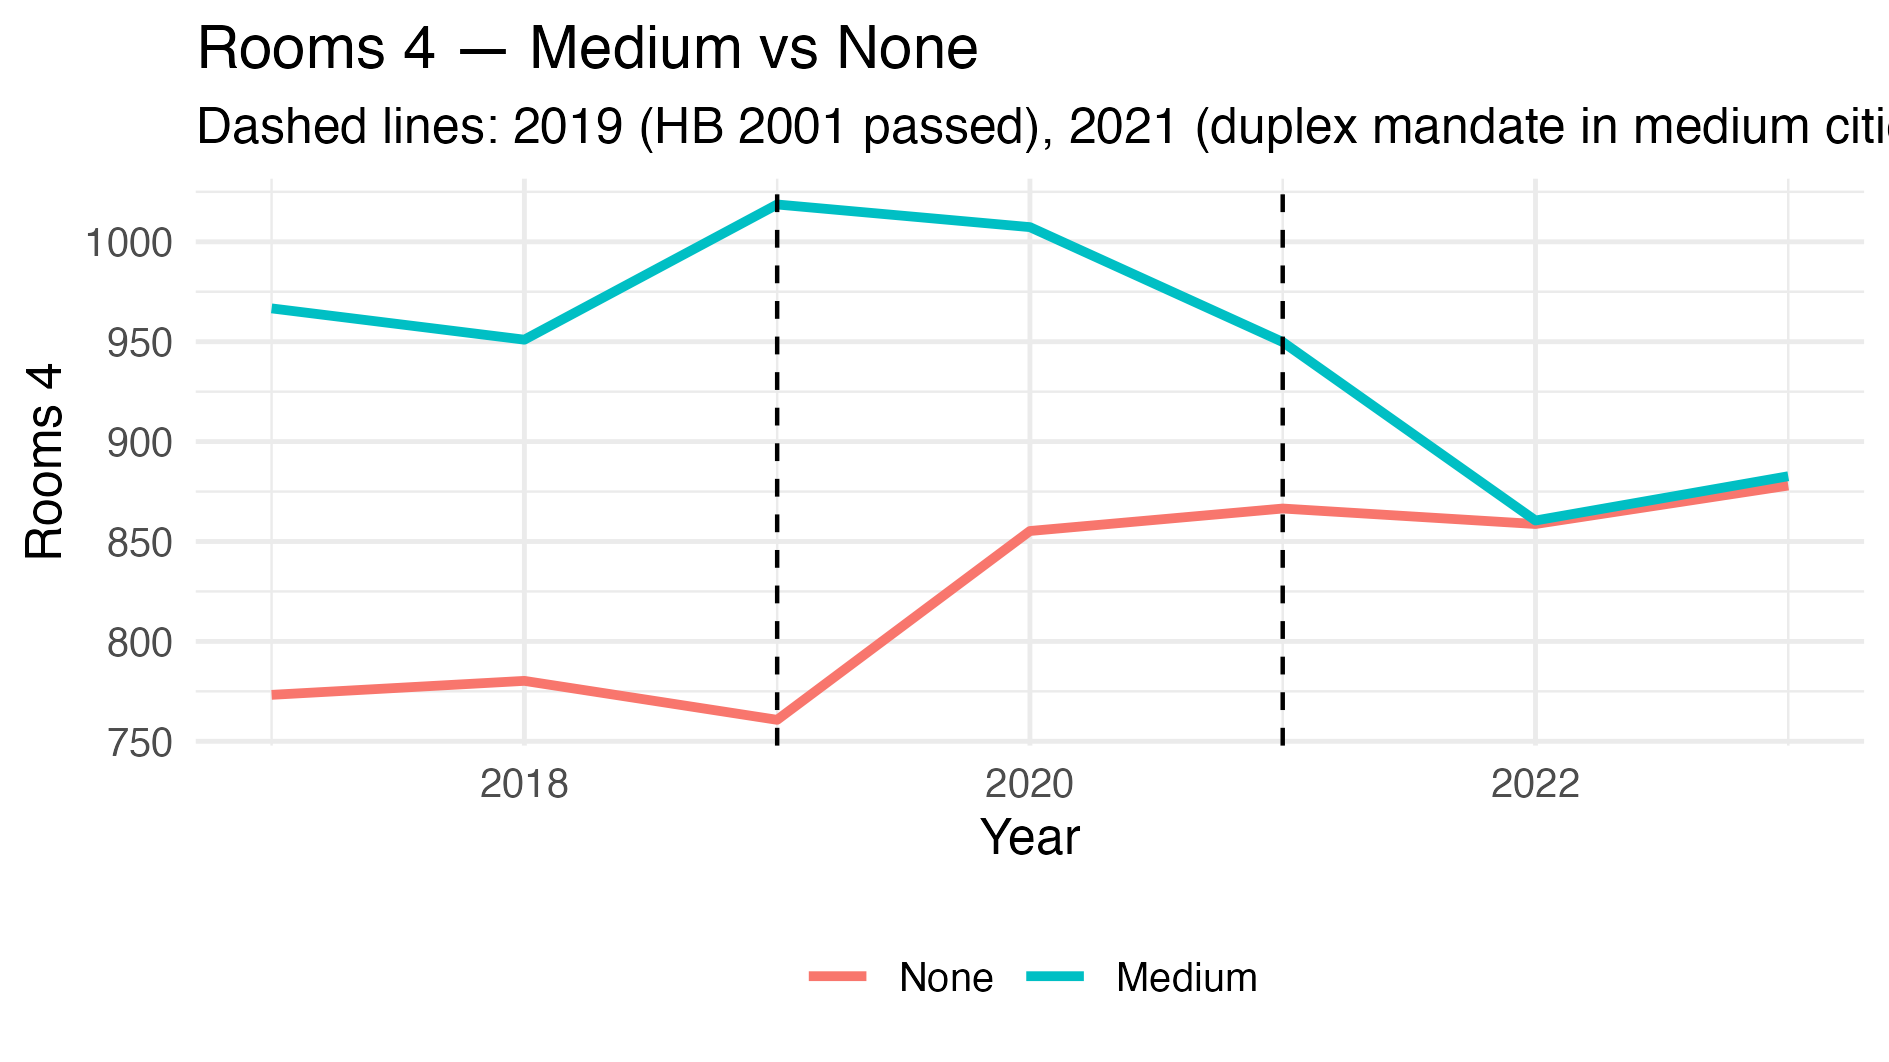 Rooms 4 — Medium vs None
Dashed lines: 2019 (HB 2001 passed), 2021 (duplex mandate in medium citi
1000
950
900
850
800
750
Rooms 4
2018 2020 2022
Year
None Medium